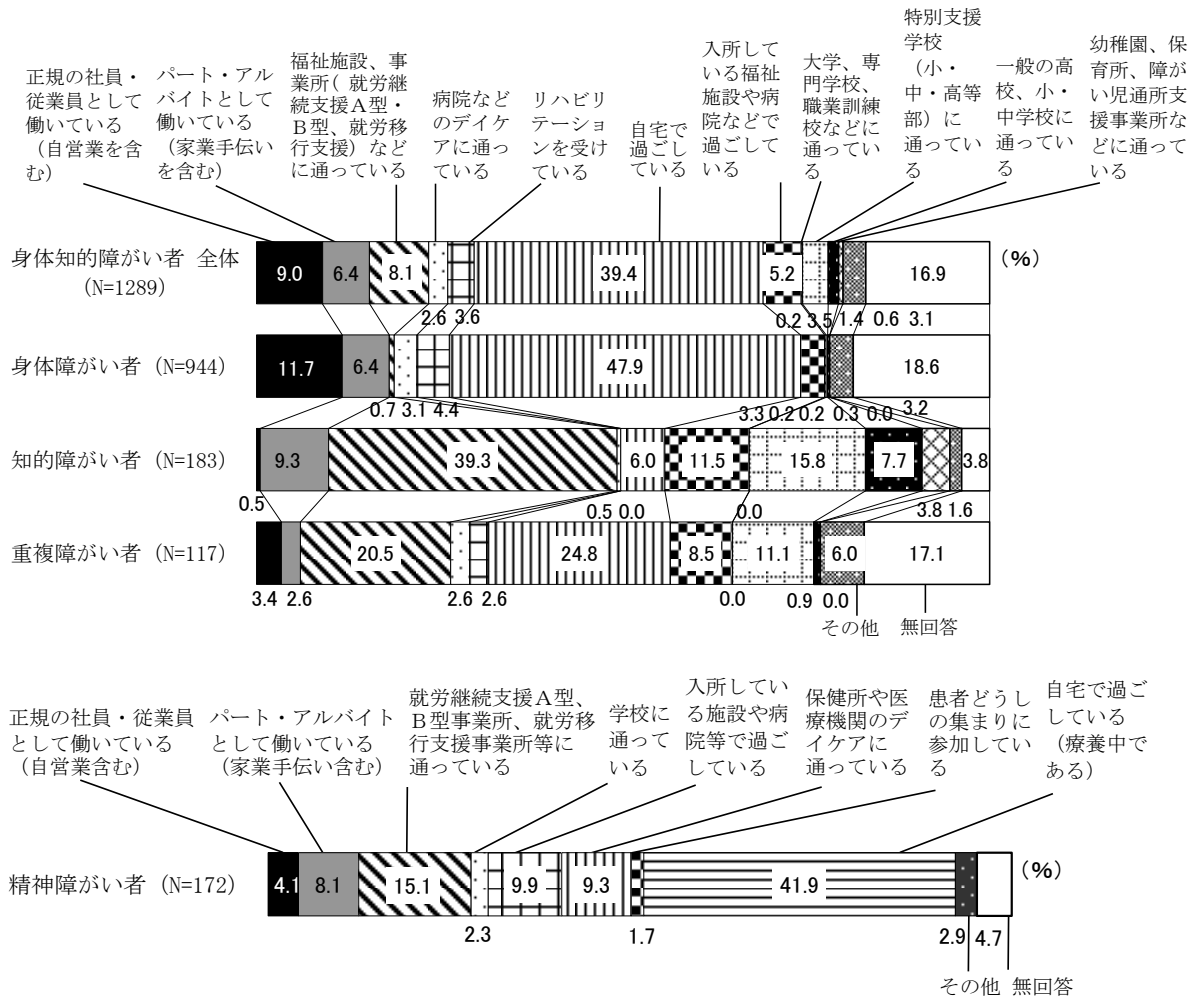 正規の社員・
従業員として
働いている
（自営業を含
む）
パート・アル
バイトとして
働いている
（家業手伝い
を含む）
福祉施設、事
業所( 就労継
続支援Ａ型・
Ｂ型、就労移
行支援）など
に通っている
病院など
のデイケ
アに通っ
ている
リハビリ
テーショ
ンを受け
ている
自宅で
過ごし
ている
入所して
いる福祉
施設や病
院などで
過ごして
いる
大学、専
門学校、
職業訓練
校などに
通ってい
る
特別支援
学校
（小・
中・高等
部）に
通ってい
る
一般の高
校、小・
中学校に
通ってい
る
幼稚園、保
育所、障が
い児通所支
援事業所な
どに通って
いる
身体知的障がい者 全体
(N=1289)
9.0 6.4 8.1 39.4 5.2 16.9 (%)
2.6 3.6 0.2 3.5 1.4 0.6 3.1
身体障がい者 (N=944)
11.7 6.4 47.9 18.6
0.7 3.1 4.4 3.3 0.2 0.2 0.3 0.0 3.2
知的障がい者 (N=183)
9.3 39.3 6.0 11.5 15.8 7.7 3.8
0.5 0.5 0.0 0.0 3.8 1.6
重複障がい者 (N=117)
20.5 24.8 8.5 11.1 6.0 17.1
3.4 2.6 2.6 2.6 0.0 0.9 0.0
その他 無回答
正規の社員・従業員
として働いている
（自営業含む）
パート・アルバイト
として働いている
（家業手伝い含む）
就労継続支援Ａ型、
Ｂ型事業所、就労移
行支援事業所等に
通っている
学校に
通って
いる
入所してい
る施設や病
院等で過ご
している
保健所や医
療機関のデ
イケアに
通っている
患者どうし
の集まりに
参加してい
る
自宅で過ご
している
（療養中で
ある）
精神障がい者 (N=172)
4.1 8.1 15.1 9.9 9.3 41.9 (%)
2.3 1.7 2.9 4.7
その他 無回答